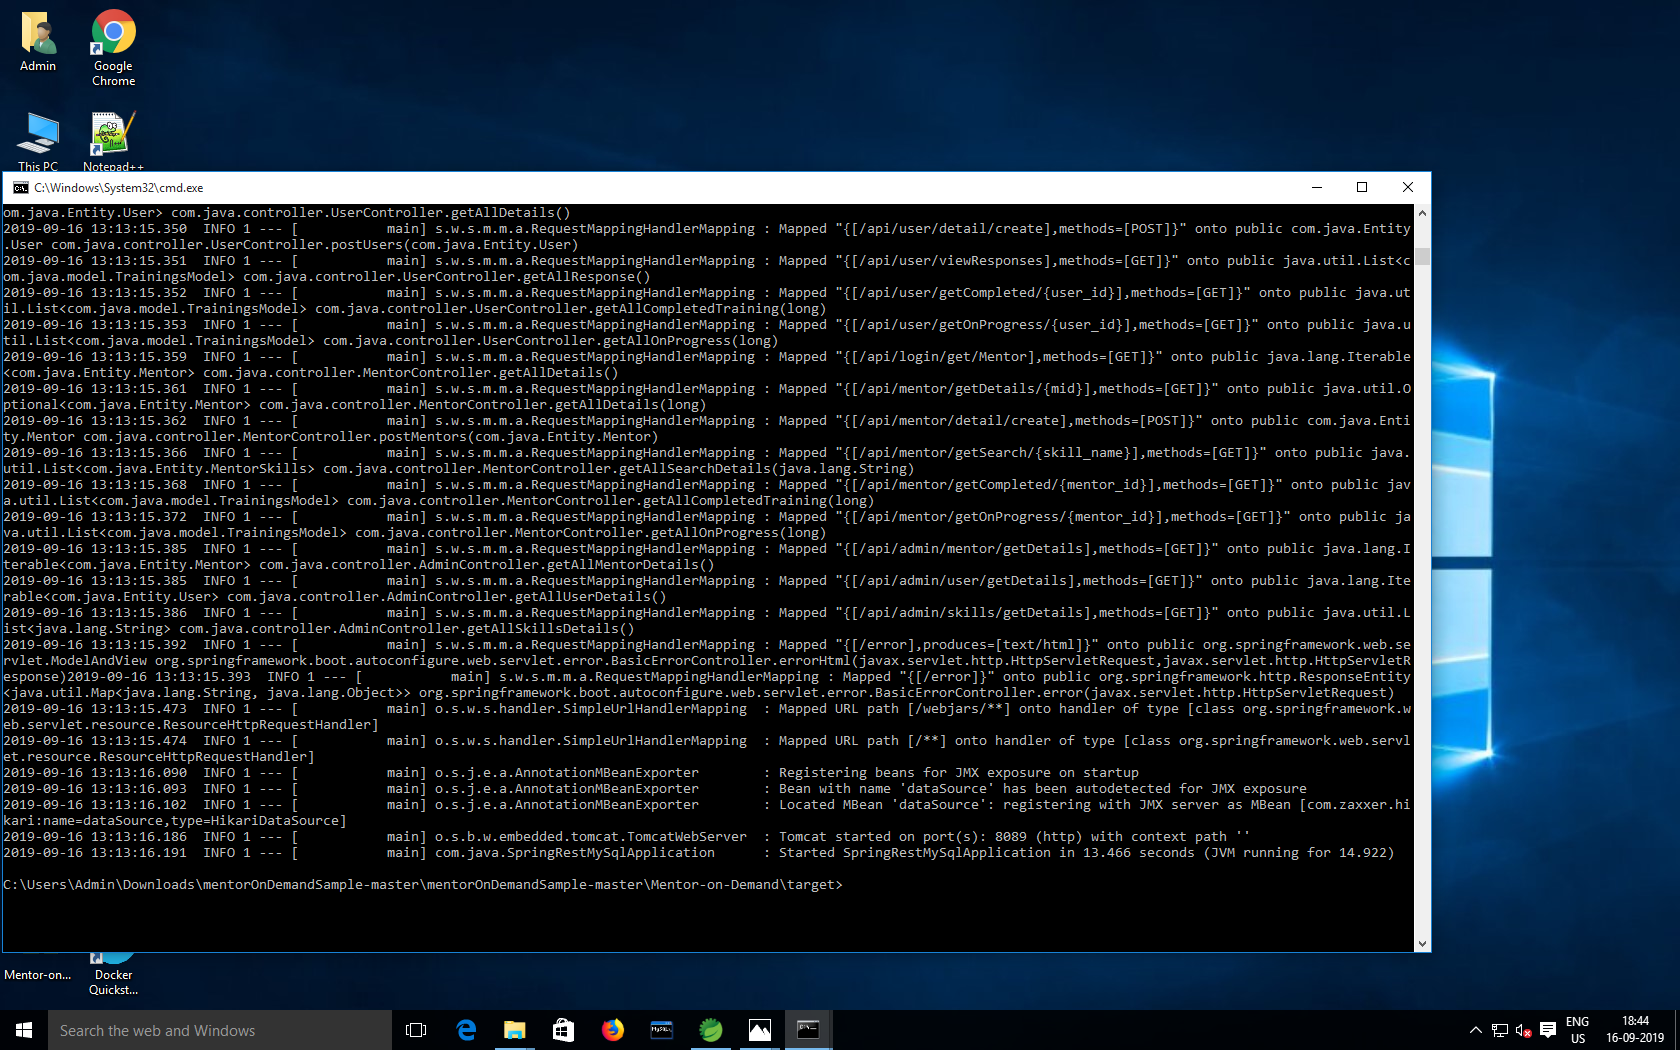 Admin
Google
Chrome
This PC
Notepad++
C:\Windows\System32\cmd.exe
om.java.Entity.User> com.java.controller.UserController.getAllDetails()
2019-09-16 13:13:15.350  INFO 1 --- [           main] s.w.s.m.m.a.RequestMappingHandlerMapping : Mapped "{[/api/user/detail/create],methods=[POST]}" onto public com.java.Entity
.User com.java.controller.UserController.postUsers(com.java.Entity.User)
2019-09-16 13:13:15.351  INFO 1 --- [           main] s.w.s.m.m.a.RequestMappingHandlerMapping : Mapped "{[/api/user/viewResponses],methods=[GET]}" onto public java.util.List<c
om.java.model.TrainingsModel> com.java.controller.UserController.getAllResponse()
2019-09-16 13:13:15.352  INFO 1 --- [           main] s.w.s.m.m.a.RequestMappingHandlerMapping : Mapped "{[/api/user/getCompleted/{user_id}],methods=[GET]}" onto public java.ut
il.List<com.java.model.TrainingsModel> com.java.controller.UserController.getAllCompletedTraining(long)
2019-09-16 13:13:15.353  INFO 1 --- [           main] s.w.s.m.m.a.RequestMappingHandlerMapping : Mapped "{[/api/user/getOnProgress/{user_id}],methods=[GET]}" onto public java.u
til.List<com.java.model.TrainingsModel> com.java.controller.UserController.getAllOnProgress(long)
2019-09-16 13:13:15.359  INFO 1 --- [           main] s.w.s.m.m.a.RequestMappingHandlerMapping : Mapped "{[/api/login/get/Mentor],methods=[GET]}" onto public java.lang.Iterable
<com.java.Entity.Mentor> com.java.controller.MentorController.getAllDetails()
2019-09-16 13:13:15.361  INFO 1 --- [           main] s.w.s.m.m.a.RequestMappingHandlerMapping : Mapped "{[/api/mentor/getDetails/{mid}],methods=[GET]}" onto public java.util.O
ptional<com.java.Entity.Mentor> com.java.controller.MentorController.getAllDetails(long)
2019-09-16 13:13:15.362  INFO 1 --- [           main] s.w.s.m.m.a.RequestMappingHandlerMapping : Mapped "{[/api/mentor/detail/create],methods=[POST]}" onto public com.java.Enti
ty.Mentor com.java.controller.MentorController.postMentors(com.java.Entity.Mentor)
2019-09-16 13:13:15.366  INFO 1 --- [           main] s.w.s.m.m.a.RequestMappingHandlerMapping : Mapped "{[/api/mentor/getSearch/{skill_name}],methods=[GET]}" onto public java.
util.List<com.java.Entity.MentorSkills> com.java.controller.MentorController.getAllSearchDetails(java.lang.String)
2019-09-16 13:13:15.368  INFO 1 --- [           main] s.w.s.m.m.a.RequestMappingHandlerMapping : Mapped "{[/api/mentor/getCompleted/{mentor_id}],methods=[GET]}" onto public jav
a.util.List<com.java.model.TrainingsModel> com.java.controller.MentorController.getAllCompletedTraining(long)
2019-09-16 13:13:15.372  INFO 1 --- [           main] s.w.s.m.m.a.RequestMappingHandlerMapping : Mapped "{[/api/mentor/getOnProgress/{mentor_id}],methods=[GET]}" onto public ja
va.util.List<com.java.model.TrainingsModel> com.java.controller.MentorController.getAllOnProgress(long)
2019-09-16 13:13:15.385  INFO 1 --- [           main] s.w.s.m.m.a.RequestMappingHandlerMapping : Mapped "{[/api/admin/mentor/getDetails],methods=[GET]}" onto public java.lang.I
terable<com.java.Entity.Mentor> com.java.controller.AdminController.getAllMentorDetails()
2019-09-16 13:13:15.385  INFO 1 --- [           main] s.w.s.m.m.a.RequestMappingHandlerMapping : Mapped "{[/api/admin/user/getDetails],methods=[GET]}" onto public java.lang.Ite
rable<com.java.Entity.User> com.java.controller.AdminController.getAllUserDetails()
2019-09-16 13:13:15.386  INFO 1 --- [           main] s.w.s.m.m.a.RequestMappingHandlerMapping : Mapped "{[/api/admin/skills/getDetails],methods=[GET]}" onto public java.util.L
ist<java.lang.String> com.java.controller.AdminController.getAllSkillsDetails()
2019-09-16 13:13:15.392  INFO 1 --- [           main] s.w.s.m.m.a.RequestMappingHandlerMapping : Mapped "{[/error],produces=[text/html]}" onto public org.springframework.web.se
rvlet.ModelAndView org.springframework.boot.autoconfigure.web.servlet.error.BasicErrorController.errorHtml(javax.servlet.http.HttpServletRequest,javax.servlet.http.HttpServletR
esponse)2019-09-16 13:13:15.393  INFO 1 --- [           main] s.w.s.m.m.a.RequestMappingHandlerMapping : Mapped "{[/error]}" onto public org.springframework.http.ResponseEntity
<java.util.Map<java.lang.String, java.lang.Object>> org.springframework.boot.autoconfigure.web.servlet.error.BasicErrorController.error(javax.servlet.http.HttpServletRequest)
2019-09-16 13:13:15.473  INFO 1 --- [           main] o.s.w.s.handler.SimpleUrlHandlerMapping  : Mapped URL path [/webjars/**] onto handler of type [class org.springframework.w
eb.servlet.resource.ResourceHttpRequestHandler]
2019-09-16 13:13:15.474  INFO 1 --- [           main] o.s.w.s.handler.SimpleUrlHandlerMapping  : Mapped URL path [/**] onto handler of type [class org.springframework.web.servl
et.resource.ResourceHttpRequestHandler]
2019-09-16 13:13:16.090  INFO 1 --- [           main] o.s.j.e.a.AnnotationMBeanExporter        : Registering beans for JMX exposure on startup
2019-09-16 13:13:16.093  INFO 1 --- [           main] o.s.j.e.a.AnnotationMBeanExporter        : Bean with name 'dataSource' has been autodetected for JMX exposure
2019-09-16 13:13:16.102  INFO 1 --- [           main] o.s.j.e.a.AnnotationMBeanExporter        : Located MBean 'dataSource': registering with JMX server as MBean [com.zaxxer.hi
kari:name=dataSource,type=HikariDataSource]
2019-09-16 13:13:16.186  INFO 1 --- [           main] o.s.b.w.embedded.tomcat.TomcatWebServer  : Tomcat started on port(s): 8089 (http) with context path ''
2019-09-16 13:13:16.191  INFO 1 --- [           main] com.java.SpringRestMySqlApplication      : Started SpringRestMySqlApplication in 13.466 seconds (JVM running for 14.922)
C:\Users\Admin\Downloads\mentorOnDemandSample-master\mentorOnDemandSample-master\Mentor-on-Demand\target>
Mentor-on...
Docker
Quickst...
Search the web and Windows
MySQL
ENG
US
18:44
16-09-2019